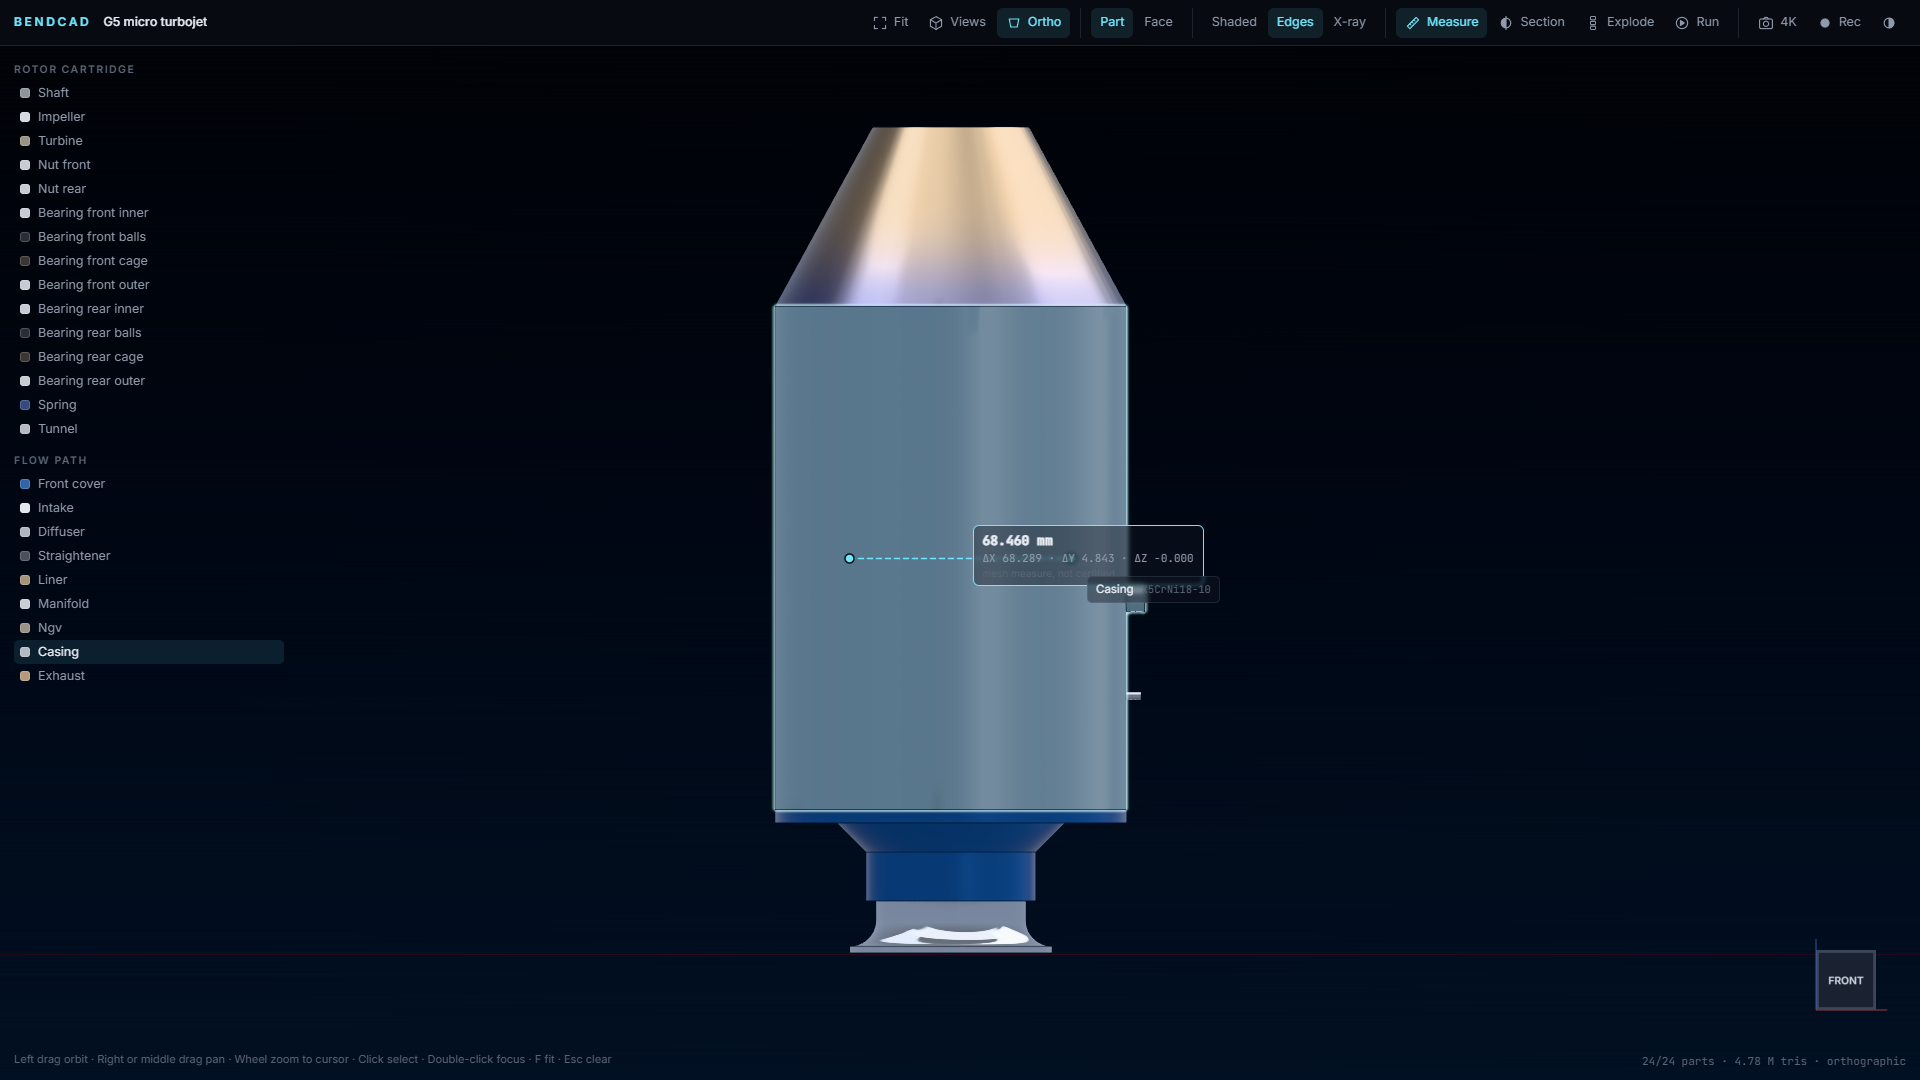 BENDCAD G5 micro turbojet
Fit Views Ortho Part Face Shaded Edges X-ray Measure Section Explode Run 4K Rec
ROTOR CARTRIDGE
Shaft
Impeller
Turbine
Nut front
Nut rear
Bearing front inner
Bearing front balls
Bearing front cage
Bearing front outer
Bearing rear inner
Bearing rear balls
Bearing rear cage
Bearing rear outer
Spring
Tunnel
FLOW PATH
Front cover
Intake
Diffuser
Straightener
Liner
Manifold
Ngv
Casing
Exhaust
68.460 mm
ΔX 68.289 · ΔY 4.843 · ΔZ -0.000
mesh measure, not
Casing 5CrNi18-10
FRONT
Left drag orbit · Right or middle drag pan · Wheel zoom to cursor · Click select · Double-click focus · F fit · Esc clear
24/24 parts · 4.78 M tris · orthographic